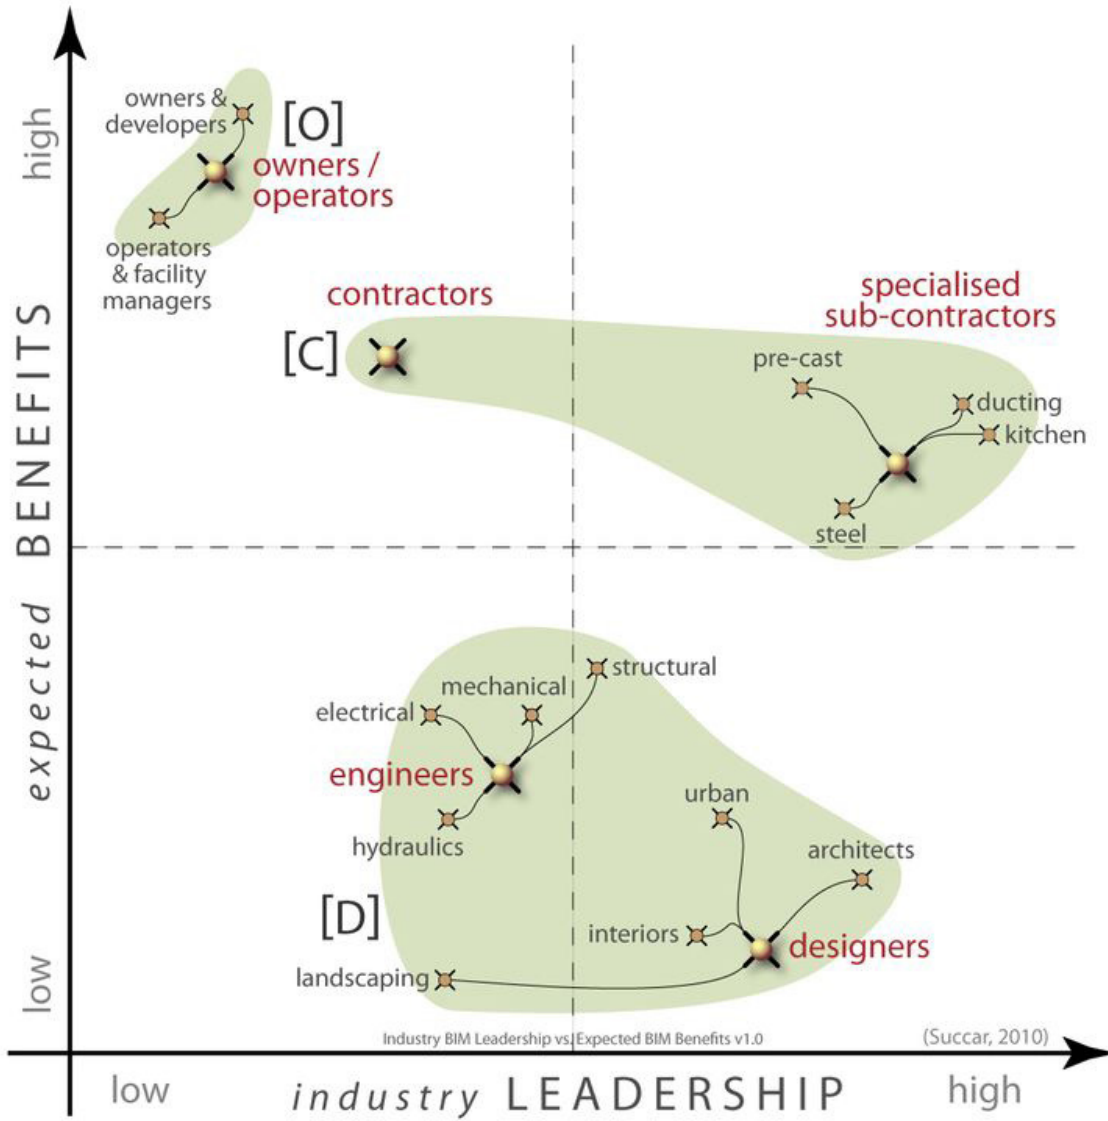 high
BENEFITS
expected
low
owners &
developers
[O]
owners /
operators
operators
& facility
managers
contractors
[C]
specialised
sub-contractors
pre-cast
ducting
kitchen
steel
structural
mechanical
electrical
engineers
hydraulics
urban
architects
[D]
interiors
designers
landscaping
Industry BIM Leadership vs. Expected BIM Benefits v1.0
(Succar, 2010)
low
industry LEADERSHIP
high